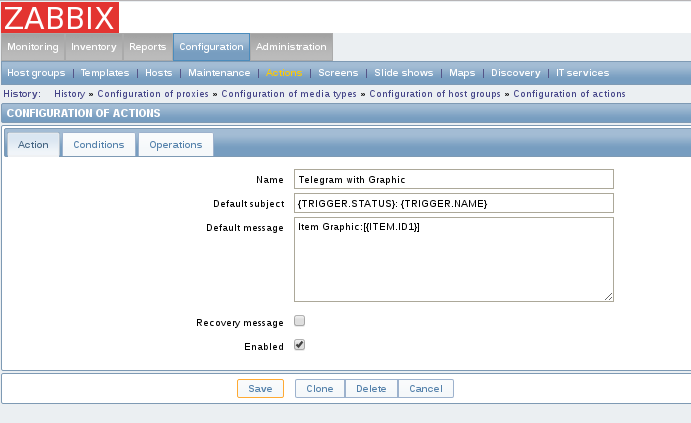 ZABBIX
Monitoring Inventory Reports Configuration Administration
Host groups | Templates | Hosts | Maintenance | Actions | Screens | Slide shows | Maps | Discovery | IT services
History: History » Configuration of proxies » Configuration of media types » Configuration of host groups » Configuration of actions
CONFIGURATION OF ACTIONS
Action Conditions Operations
Name Telegram with Graphic
Default subject {TRIGGER.STATUS}: {TRIGGER.NAME}
Default message Item Graphic:[{ITEM.ID1}]
Recovery message
Enabled
Save Clone Delete Cancel